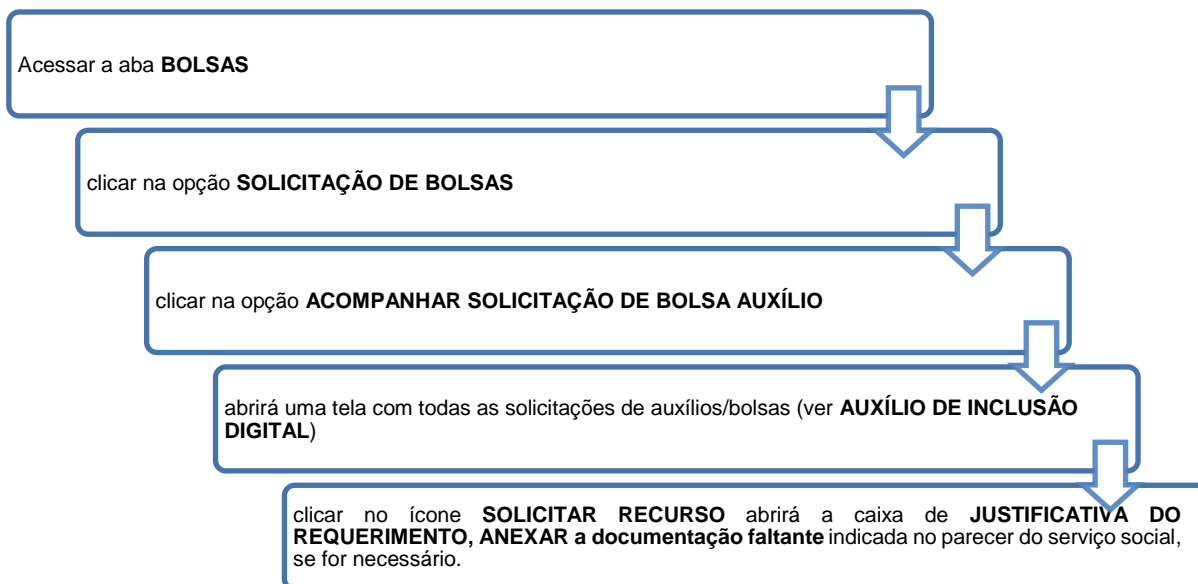 Acessar a aba BOLSAS
clicar na opção SOLICITAÇÃO DE BOLSAS
clicar na opção ACOMPANHAR SOLICITAÇÃO DE BOLSA AUXÍLIO
abrirá uma tela com todas as solicitações de auxílios/bolsas (ver AUXÍLIO DE INCLUSÃO
DIGITAL)
clicar no ícone SOLICITAR RECURSO abrirá a caixa de JUSTIFICATIVA DO
REQUERIMENTO, ANEXAR a documentação faltante indicada no parecer do serviço social,
se for necessário.